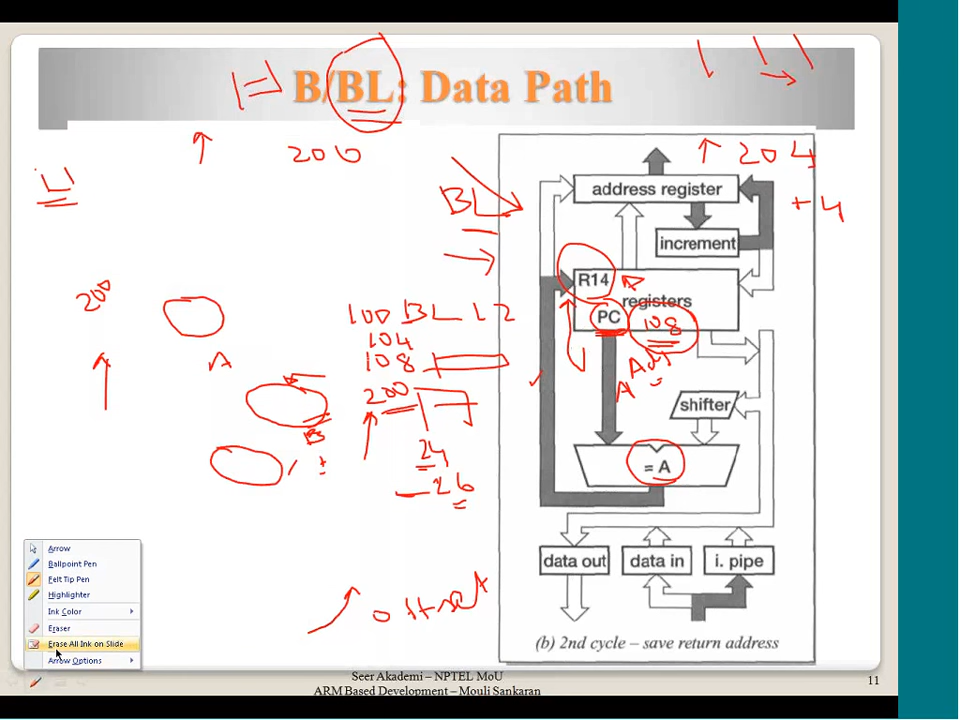 B/BL: Data Path
200
204
+4
BL
200
A
B
100 BL L2
104
108
200
24
-26
offset
address register
increment
R14
registers
PC
108
Adj
A
shifter
= A
data out
data in
i. pipe
(b) 2nd cycle – save return address
Arrow
Ballpoint Pen
Felt Tip Pen
Highlighter
Ink Color
Eraser
Erase All Ink on Slide
Arrow Options
Seer Akademi – NPTEL MoU
ARM Based Development – Mouli Sankaran
11